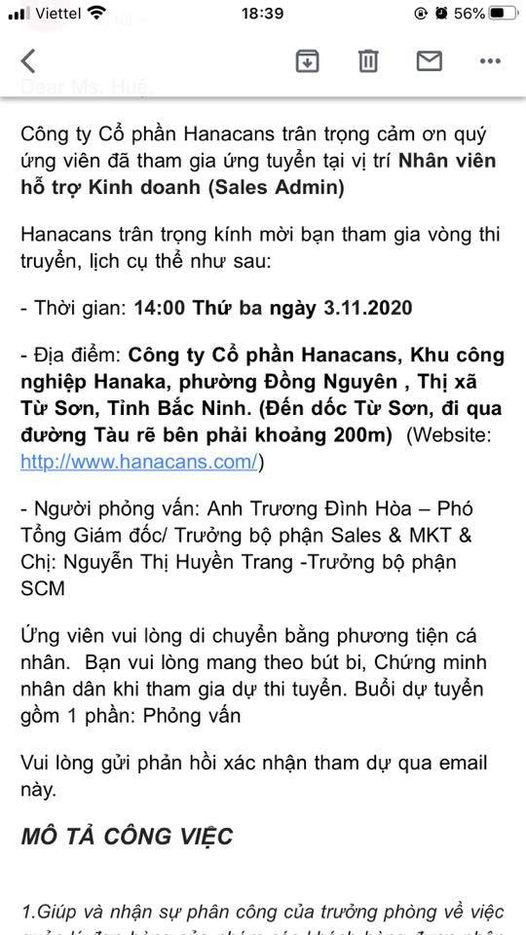 Viettel 18:39 56%
Dear Ms. Huệ,
Công ty Cổ phần Hanacans trân trọng cảm ơn quý
ứng viên đã tham gia ứng tuyển tại vị trí Nhân viên
hỗ trợ Kinh doanh (Sales Admin)
Hanacans trân trọng kính mời bạn tham gia vòng thi
truyển, lịch cụ thể như sau:
- Thời gian: 14:00 Thứ ba ngày 3.11.2020
- Địa điểm: Công ty Cổ phần Hanacans, Khu công
nghiệp Hanaka, phường Đồng Nguyên , Thị xã
Từ Sơn, Tỉnh Bắc Ninh. (Đến dốc Từ Sơn, đi qua
đường Tàu rẽ bên phải khoảng 200m) (Website:
http://www.hanacans.com/)
- Người phỏng vấn: Anh Trương Đình Hòa – Phó
Tổng Giám đốc/ Trưởng bộ phận Sales & MKT &
Chị: Nguyễn Thị Huyền Trang -Trưởng bộ phận
SCM
Ứng viên vui lòng di chuyển bằng phương tiện cá
nhân. Bạn vui lòng mang theo bút bi, Chứng minh
nhân dân khi tham gia dự thi tuyển. Buổi dự tuyển
gồm 1 phần: Phỏng vấn
Vui lòng gửi phản hồi xác nhận tham dự qua email
này.
MÔ TẢ CÔNG VIỆC
1.Giúp và nhận sự phân công của trưởng phòng về việc